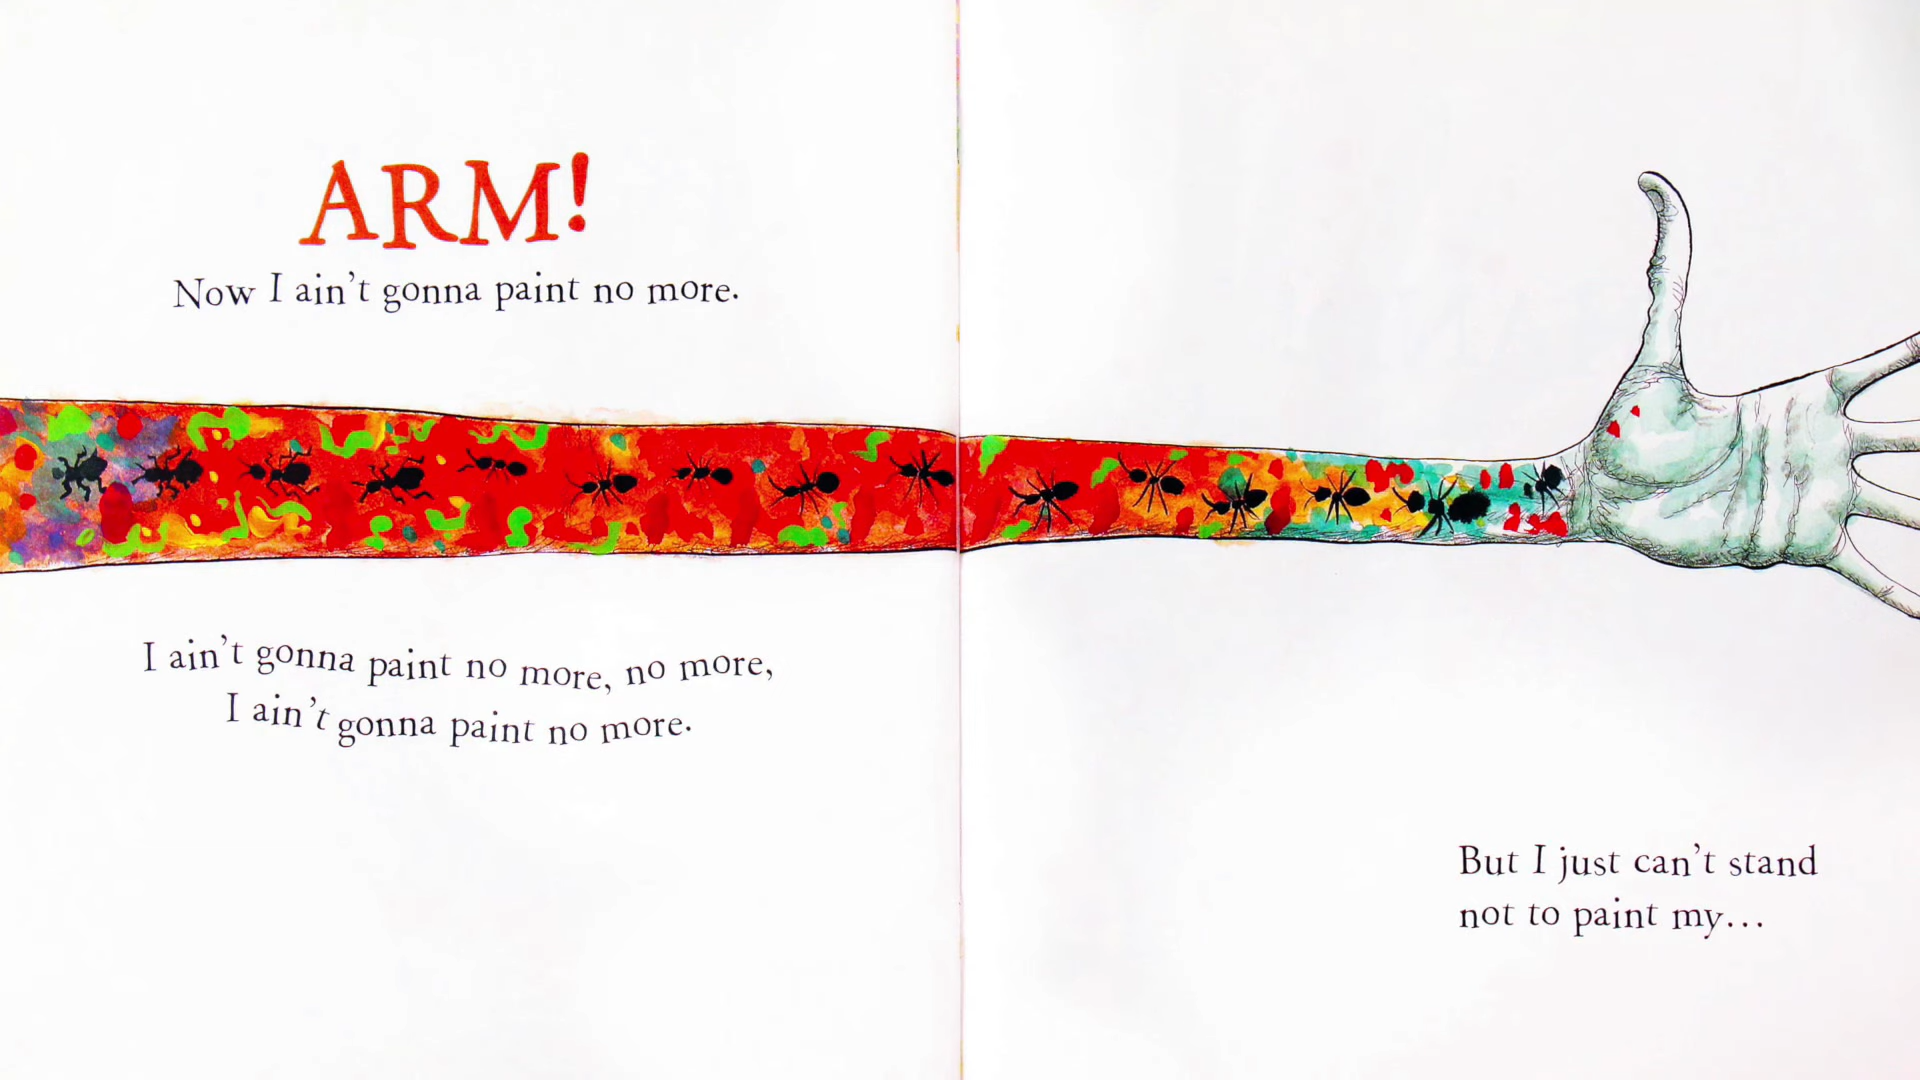 ARM!
Now I ain't gonna paint no more.
I ain't gonna paint no more, no more,
I ain't gonna paint no more.
But I just can't stand
not to paint my...